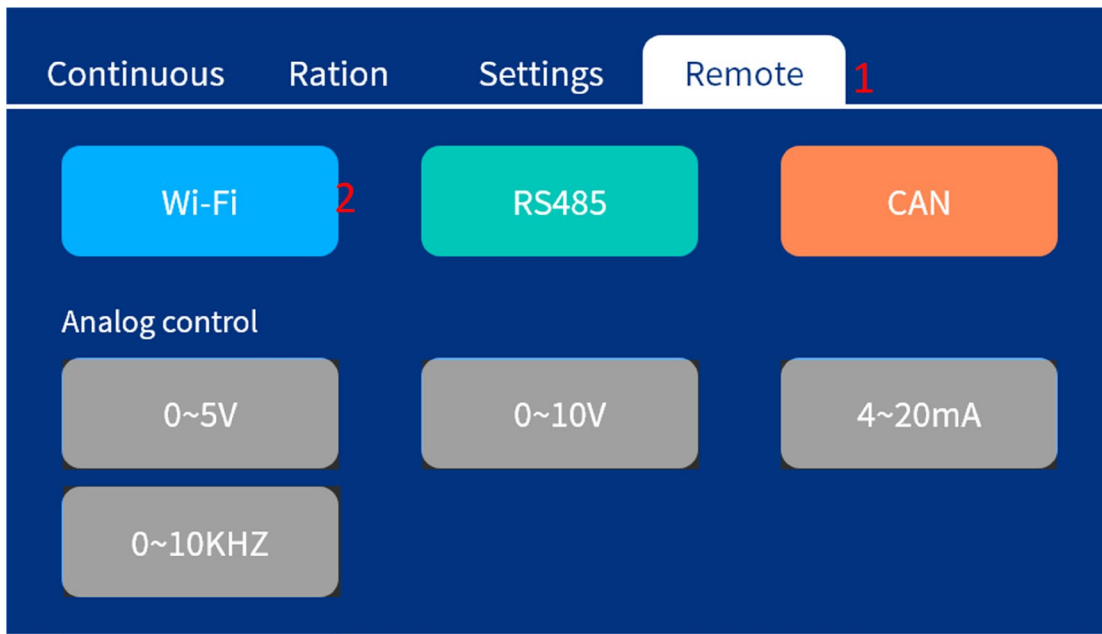 Continuous Ration Settings Remote 1
Wi-Fi 2 RS485 CAN
Analog control
0~5V 0~10V 4~20mA
0~10KHZ